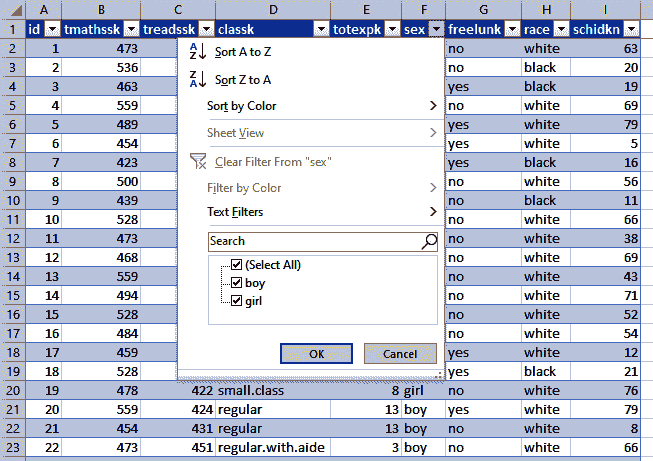 A B C D E F G H I
1 id tmathssk treadssk classk totexpk sex freelunk race schidkn
2 1 473 no white 63
3 2 536 no black 20
4 3 463 yes black 19
5 4 559 no white 69
6 5 489 yes white 79
7 6 454 yes white 5
8 7 423 yes black 16
9 8 500 no white 56
10 9 439 no black 11
11 10 528 no white 66
12 11 473 no white 38
13 12 468 no white 69
14 13 559 no white 43
15 14 494 no white 71
16 15 528 no white 52
17 16 484 no white 54
18 17 459 yes white 12
19 18 528 yes black 21
20 19 478 422 small.class 8 girl no white 76
21 20 559 424 regular 13 boy yes white 79
22 21 454 431 regular 13 boy no white 8
23 22 473 451 regular.with.aide 3 boy no white 66
Sort A to Z
Sort Z to A
Sort by Color
Sheet View
Clear Filter From "sex"
Filter by Color
Text Filters
Search
(Select All)
boy
girl
OK Cancel